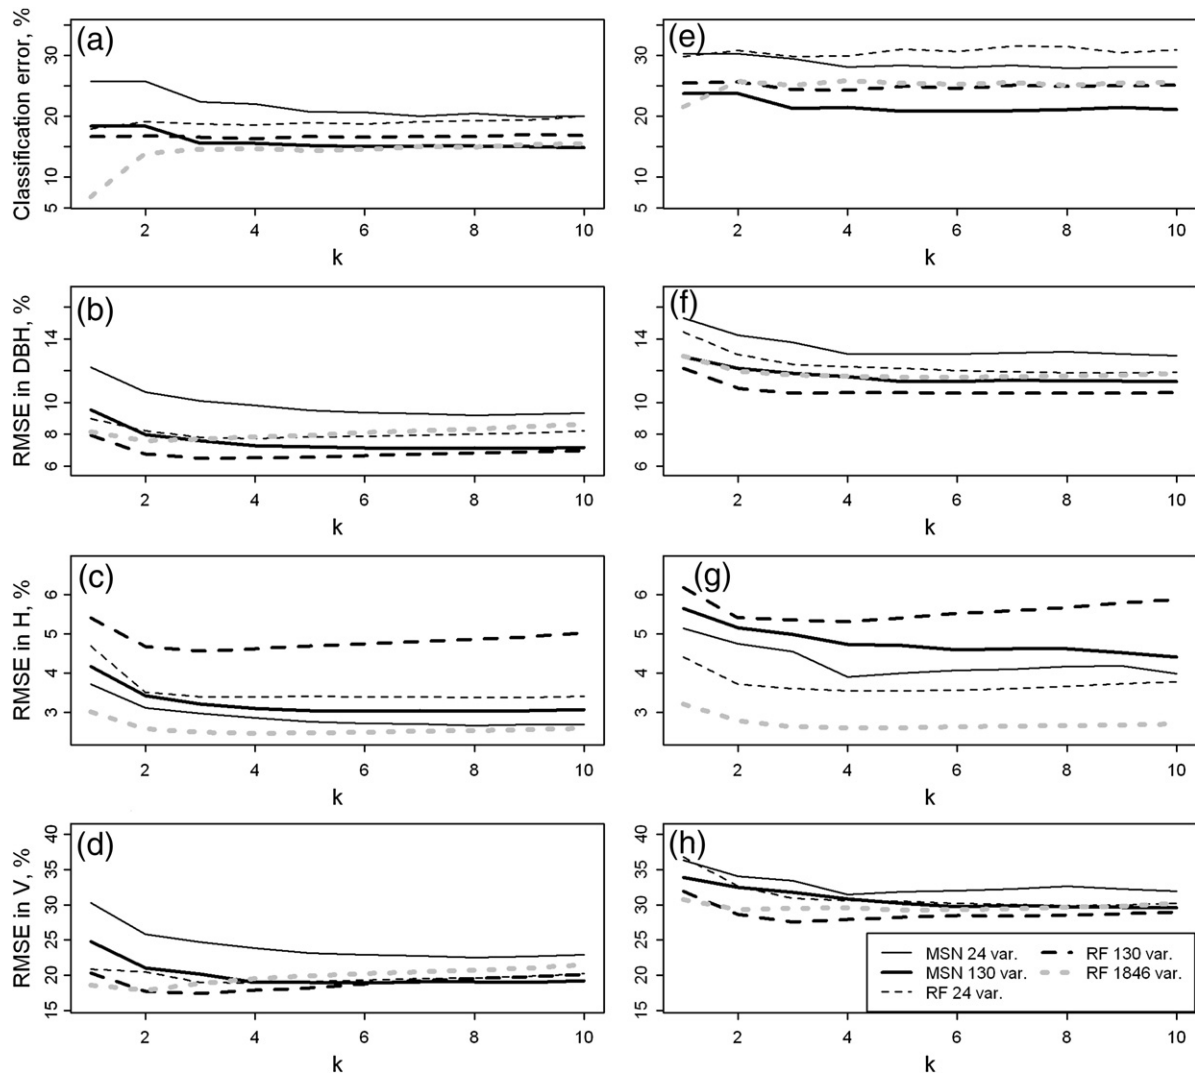 Classification error, %
(a)
30
20
10
5
2 4 6 8 10
k
(e)
30
20
10
5
2 4 6 8 10
k
RMSE in DBH, %
(b)
14
10
8
6
2 4 6 8 10
k
(f)
14
10
8
6
2 4 6 8 10
k
RMSE in H, %
(c)
6
5
4
3
2 4 6 8 10
k
(g)
6
5
4
3
2 4 6 8 10
k
RMSE in V, %
(d)
40
35
30
25
20
15
2 4 6 8 10
k
(h)
40
35
30
25
20
15
2 4 6 8 10
k
MSN 24 var.
MSN 130 var.
RF 24 var.
RF 130 var.
RF 1846 var.